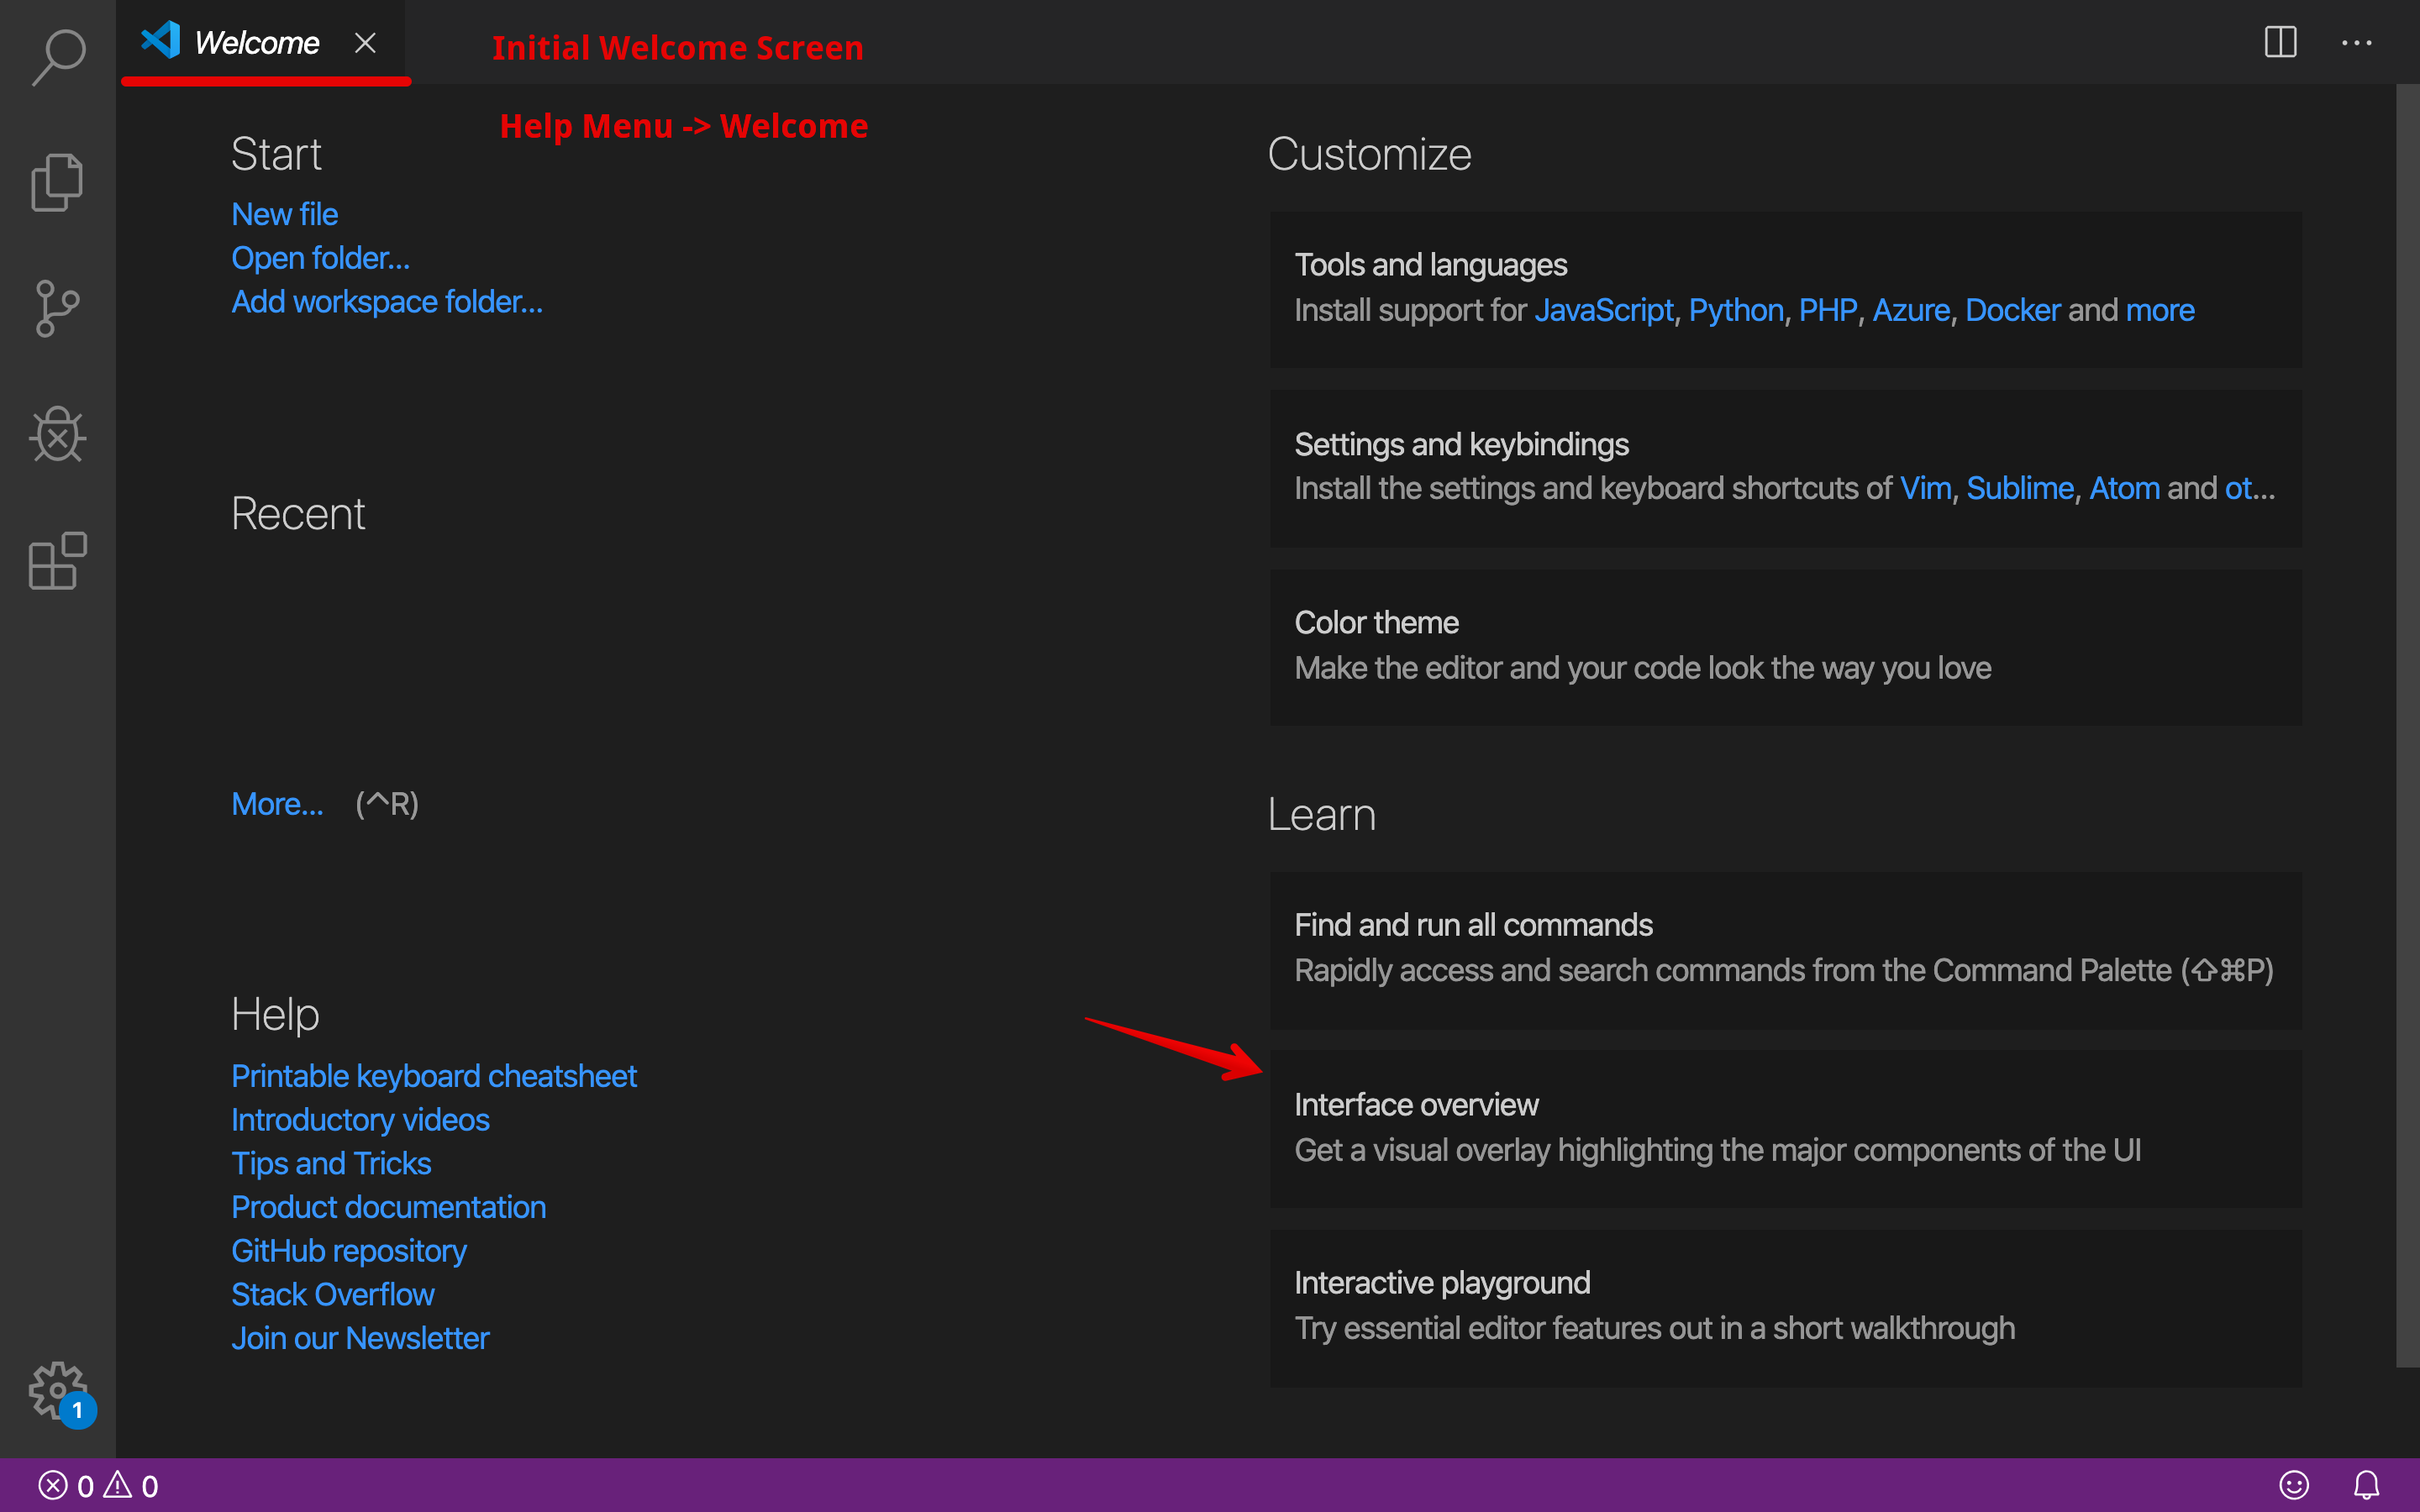 Welcome
Initial Welcome Screen
Help Menu -> Welcome
Start
New file
Open folder...
Add workspace folder...
Recent
More... (^R)
Help
Printable keyboard cheatsheet
Introductory videos
Tips and Tricks
Product documentation
GitHub repository
Stack Overflow
Join our Newsletter
Customize
Tools and languages
Install support for JavaScript, Python, PHP, Azure, Docker and more
Settings and keybindings
Install the settings and keyboard shortcuts of Vim, Sublime, Atom and ot...
Color theme
Make the editor and your code look the way you love
Learn
Find and run all commands
Rapidly access and search commands from the Command Palette (⇧⌘P)
Interface overview
Get a visual overlay highlighting the major components of the UI
Interactive playground
Try essential editor features out in a short walkthrough
1
0 0